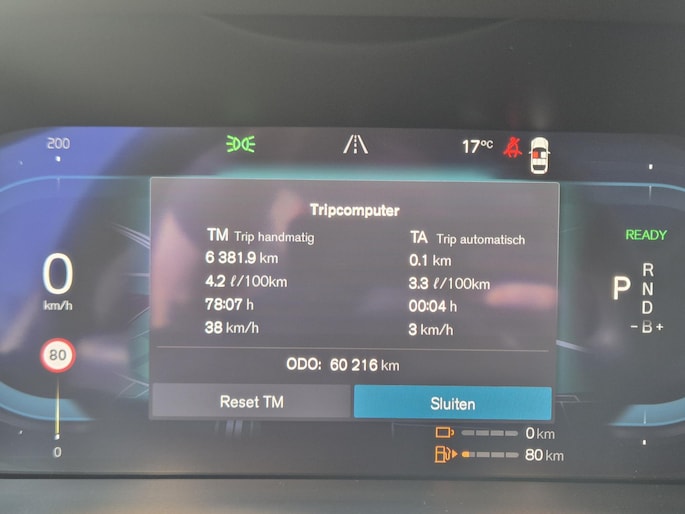 200
17°C
Tripcomputer
TM Trip handmatig
TA Trip automatisch
6 381.9 km
0.1 km
4.2 ℓ/100km
3.3 ℓ/100km
78:07 h
00:04 h
38 km/h
3 km/h
ODO: 60 216 km
Reset TM
Sluiten
0
km/h
80
0
READY
R
P N
D
- B +
0 km
80 km